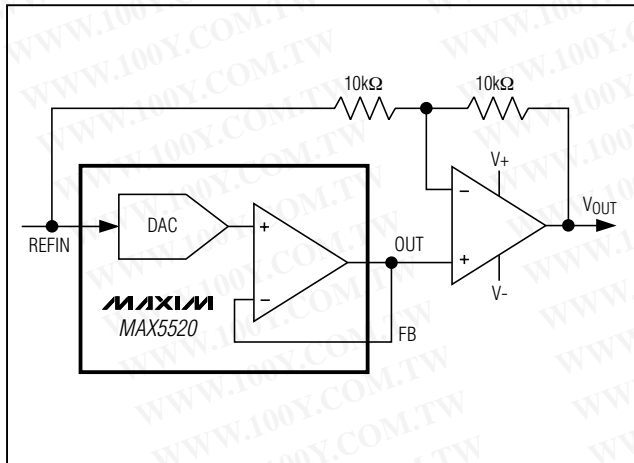 10kΩ 10kΩ
V+
DAC
+
−
VOUT
REFIN
+
−
OUT
+
V-
MAXIM
MAX5520
FB
WWW.100Y.COM.TW